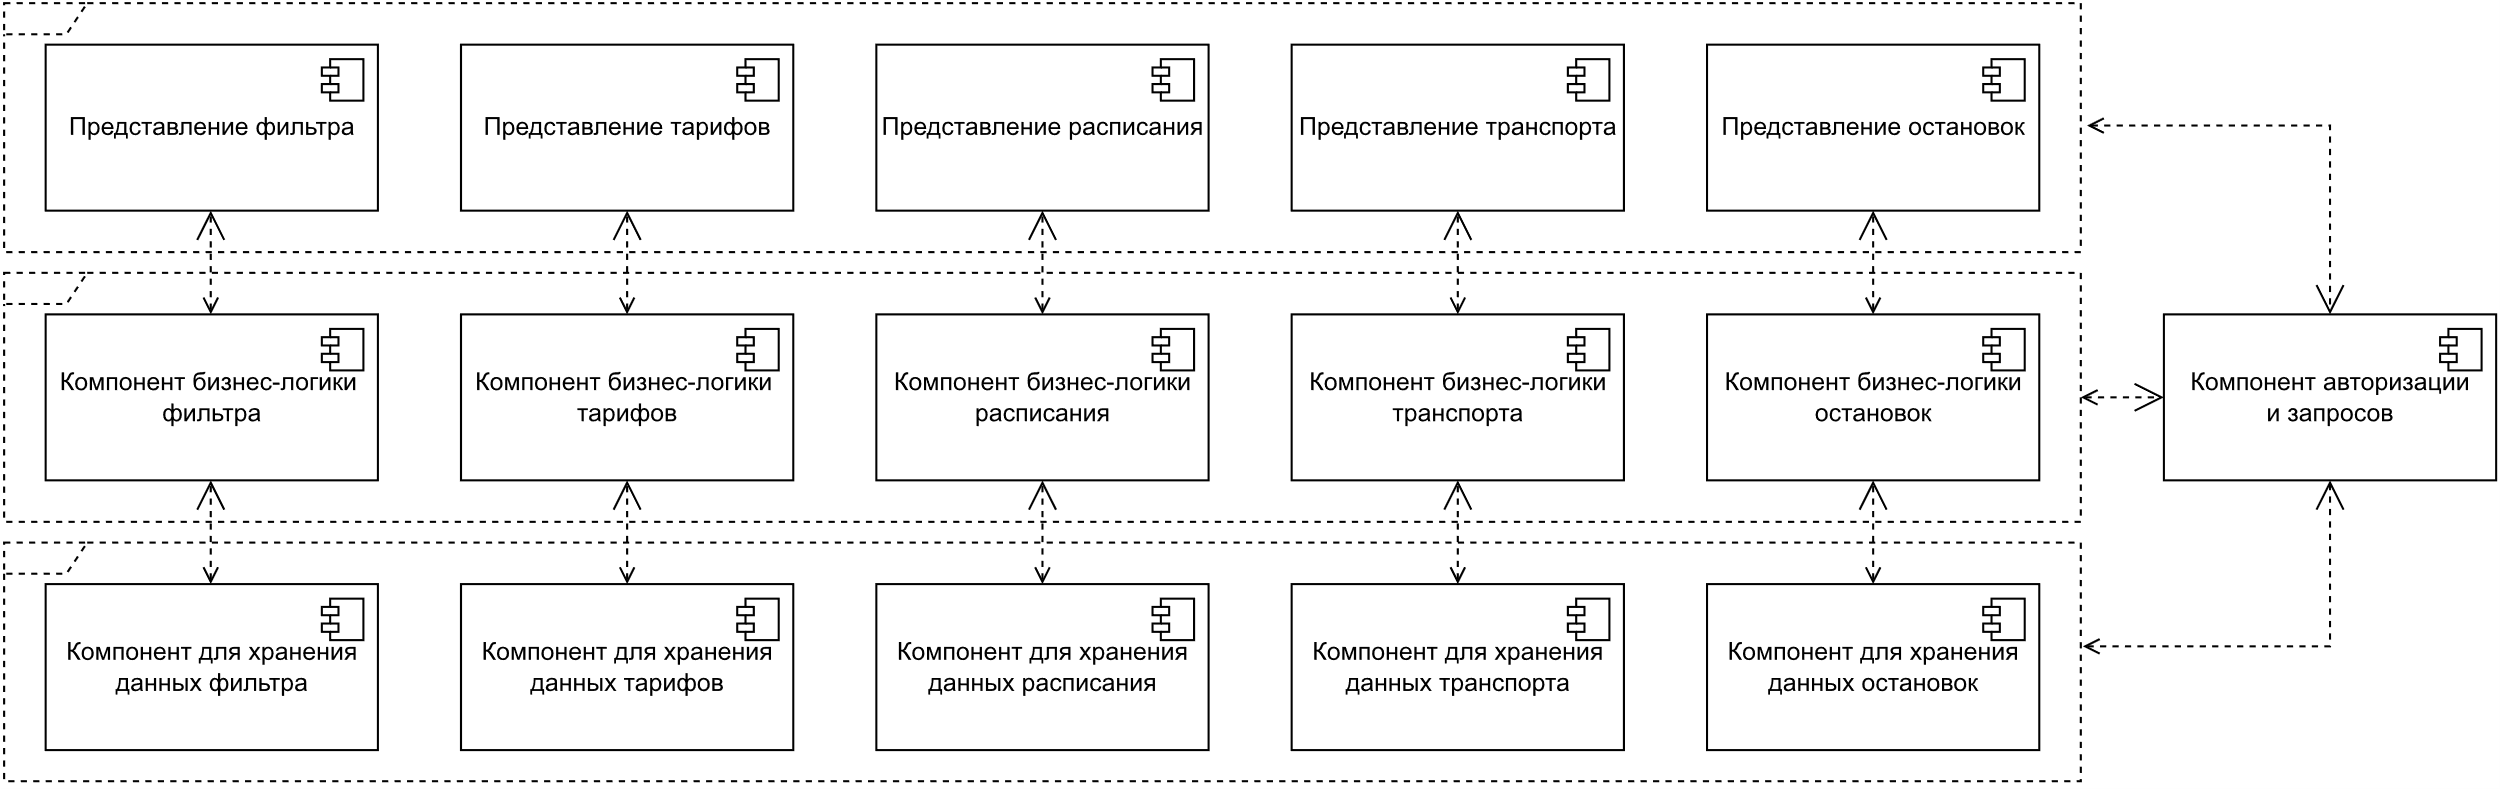 Представление фильтра
Представление тарифов
Представление расписания
Представление транспорта
Представление остановок
Компонент бизнес-логики
фильтра
Компонент бизнес-логики
тарифов
Компонент бизнес-логики
расписания
Компонент бизнес-логики
транспорта
Компонент бизнес-логики
остановок
Компонент авторизации
и запросов
Компонент для хранения
данных фильтра
Компонент для хранения
данных тарифов
Компонент для хранения
данных расписания
Компонент для хранения
данных транспорта
Компонент для хранения
данных остановок